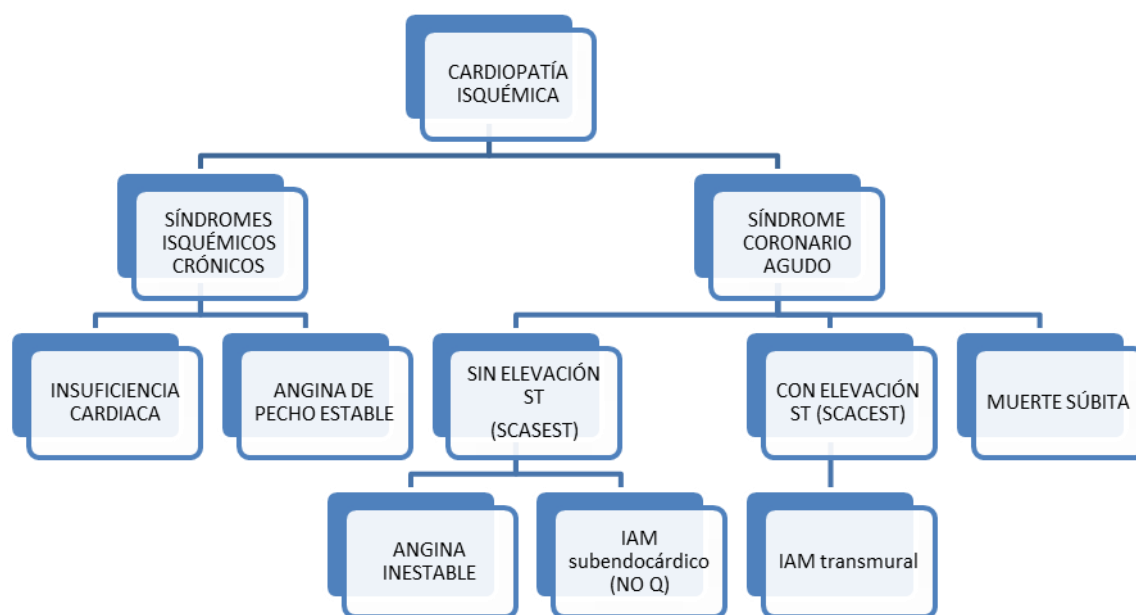 CARDIOPATÍA
ISQUÉMICA
SÍNDROMES
ISQUÉMICOS
CRÓNICOS
SÍNDROME
CORONARIO
AGUDO
INSUFICIENCIA
CARDIACA
ANGINA DE
PECHO ESTABLE
SIN ELEVACIÓN
ST
(SCASEST)
CON ELEVACIÓN
ST (SCACEST)
MUERTE SÚBITA
ANGINA
INESTABLE
IAM
subendocárdico
(NO Q)
IAM transmural